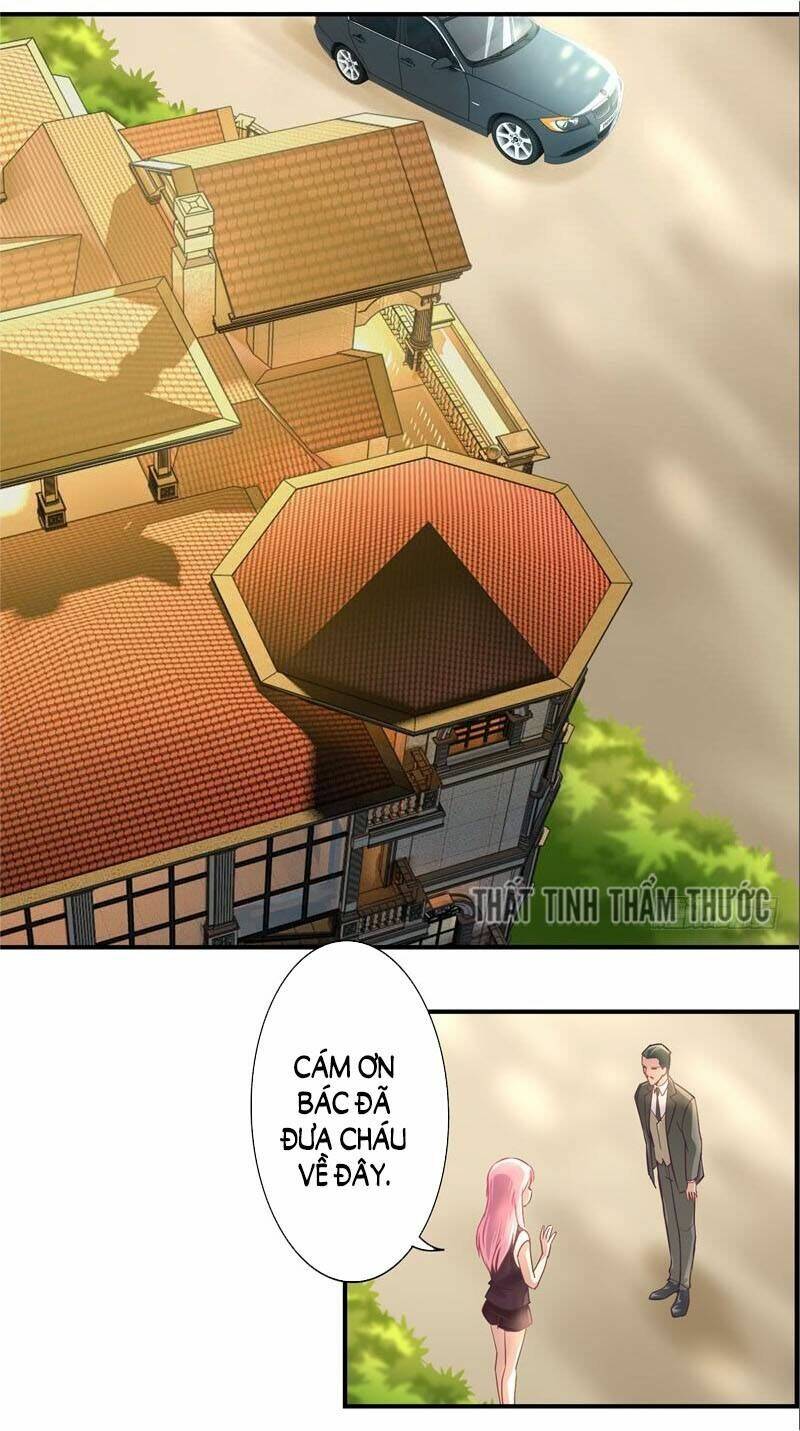 THẤT TINH THẨM THƯỚC
CÁM ƠN
BÁC ĐÃ
ĐƯA CHÁU
VỀ ĐÂY.